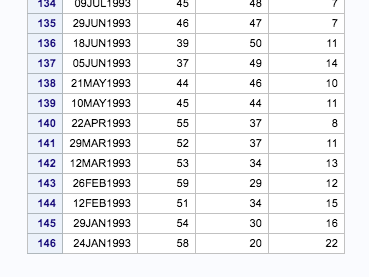 134 09JUL1993 45 48 7
135 29JUN1993 46 47 7
136 18JUN1993 39 50 11
137 05JUN1993 37 49 14
138 21MAY1993 44 46 10
139 10MAY1993 45 44 11
140 22APR1993 55 37 8
141 29MAR1993 52 37 11
142 12MAR1993 53 34 13
143 26FEB1993 59 29 12
144 12FEB1993 51 34 15
145 29JAN1993 54 30 16
146 24JAN1993 58 20 22